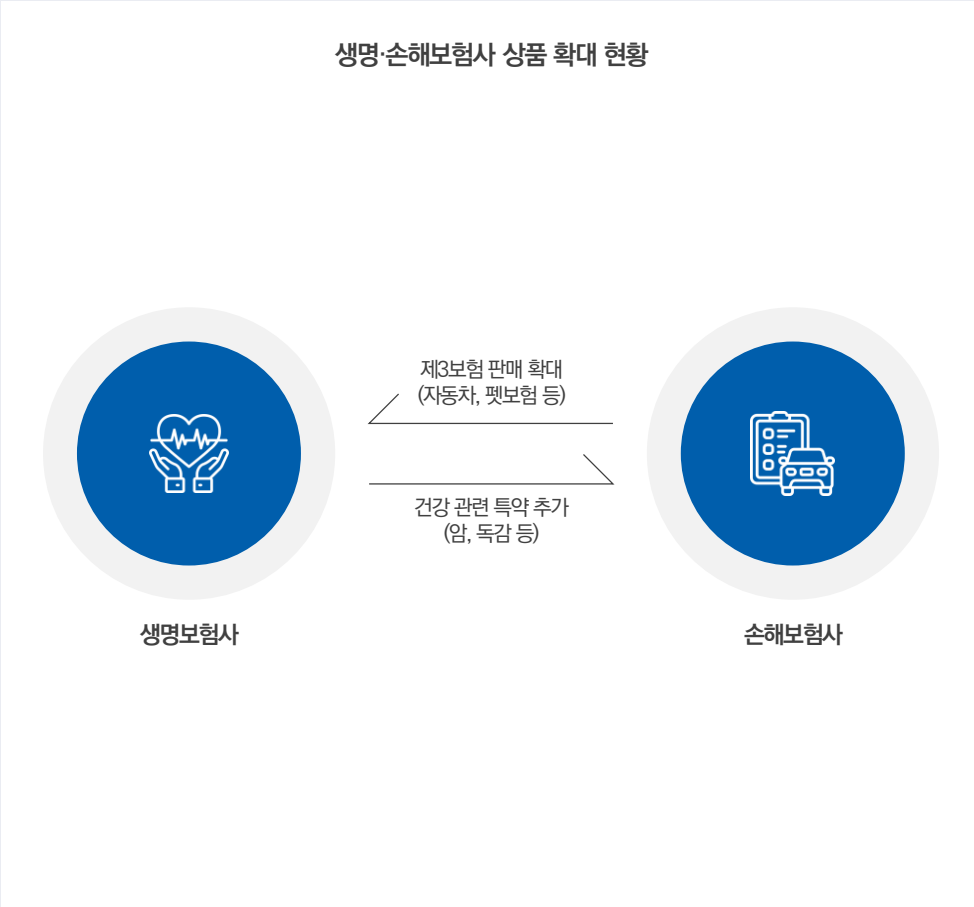 생명·손해보험사 상품 확대 현황
제3보험 판매 확대
(자동차, 펫보험 등)
건강 관련 특약 추가
(암, 독감 등)
생명보험사
손해보험사